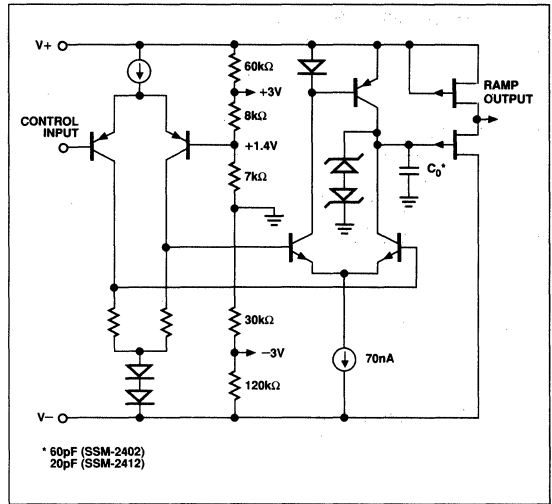 V+
60kΩ
+3V
8kΩ
+1.4V
7kΩ
30kΩ
−3V
120kΩ
V−
CONTROL
INPUT
RAMP
OUTPUT
C₀*
70nA
* 60pF (SSM-2402)
20pF (SSM-2412)